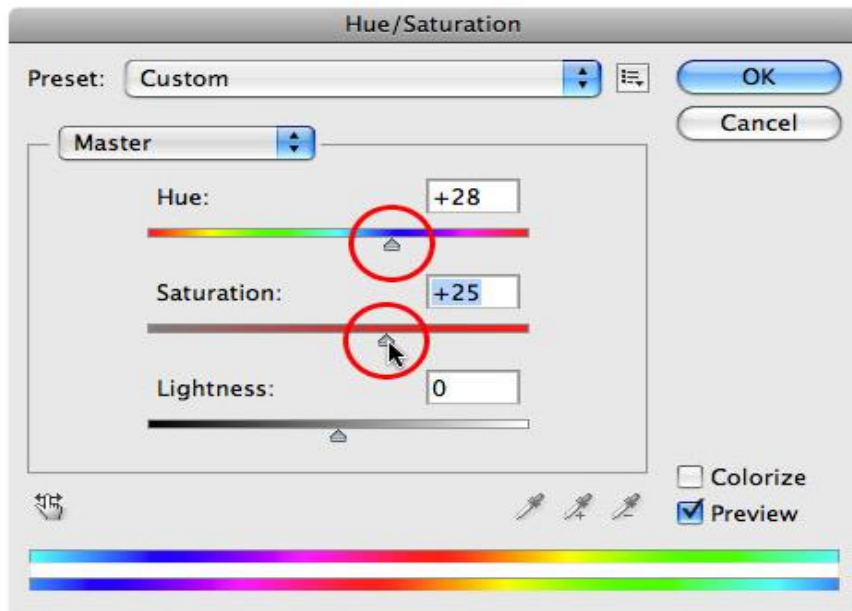 Hue/Saturation
Preset: Custom
OK
Cancel
Master
Hue: +28
Saturation: +25
Lightness: 0
Colorize
Preview